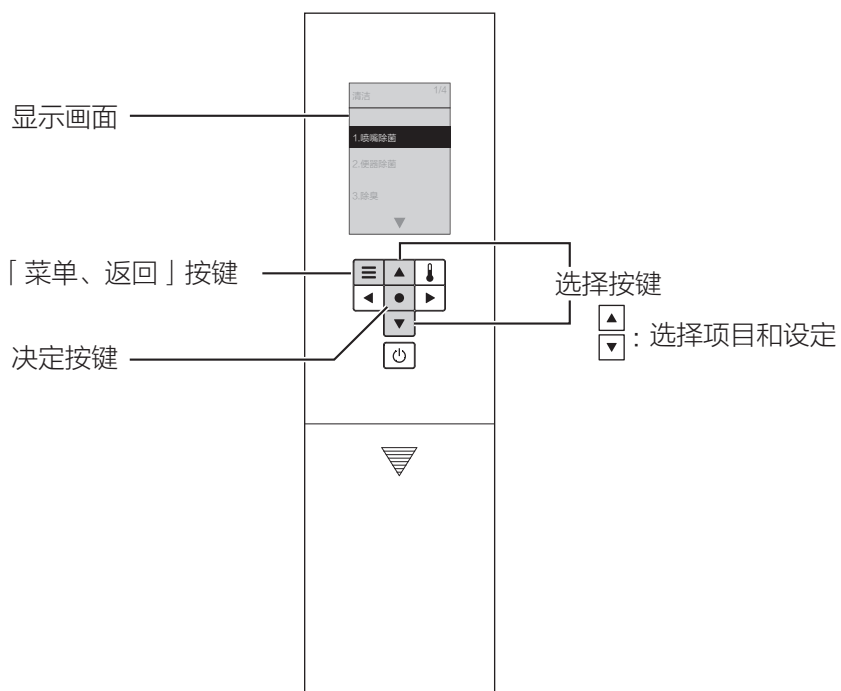 清洁 1/4
显示画面
1.喷嘴除菌
2.便器除菌
3.除臭
「菜单、返回」按键
选择按键
：选择项目和设定
决定按键